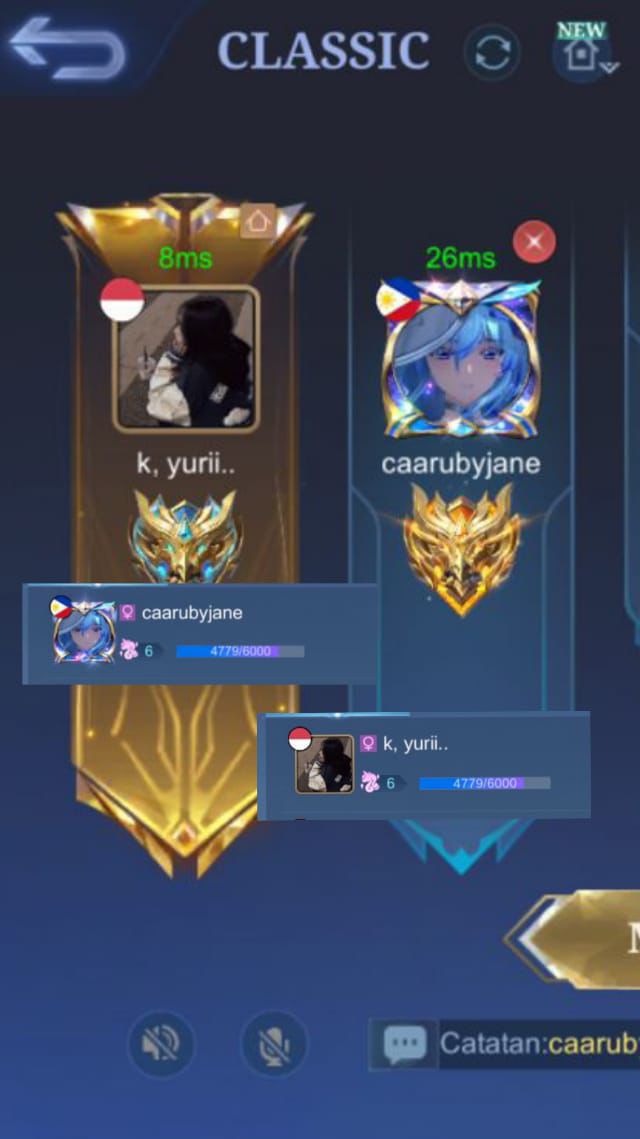 CLASSIC
NEW
8ms
26ms
k, yurii..
caarubyjane
caarubyjane
6
4779/6000
k, yurii..
6
4779/6000
Catatan:caarub